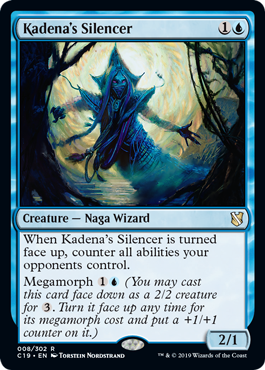 Kadena's Silencer 1
Creature — Naga Wizard
When Kadena's Silencer is turned
face up, counter all abilities your
opponents control.
Megamorph 1 (You may cast
this card face down as a 2/2 creature
for 3. Turn it face up any time for
its megamorph cost and put a +1/+1
counter on it.)
2/1
008/302 R
C19 • EN Torstein Nordstrand
™ & © 2019 Wizards of the Coast